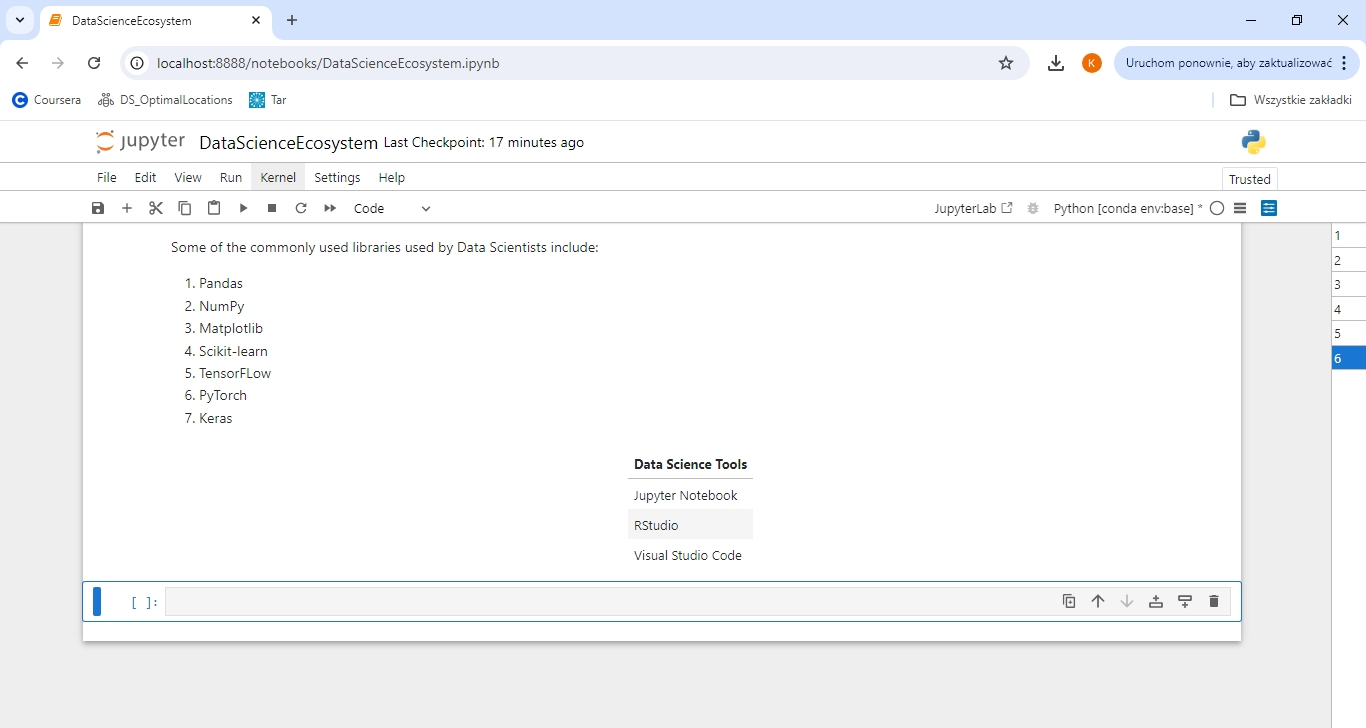 DataScienceEcosystem
localhost:8888/notebooks/DataScienceEcosystem.ipynb
K
Uruchom ponownie, aby zaktualizować
Coursera
DS_OptimalLocations
Tar
Wszystkie zakładki
jupyter
DataScienceEcosystem Last Checkpoint: 17 minutes ago
File Edit View Run Kernel Settings Help
Trusted
Code
JupyterLab
Python [conda env:base] *
Some of the commonly used libraries used by Data Scientists include:
1. Pandas
2. NumPy
3. Matplotlib
4. Scikit-learn
5. TensorFLow
6. PyTorch
7. Keras
Data Science Tools
Jupyter Notebook
RStudio
Visual Studio Code
[ ]:
1
2
3
4
5
6